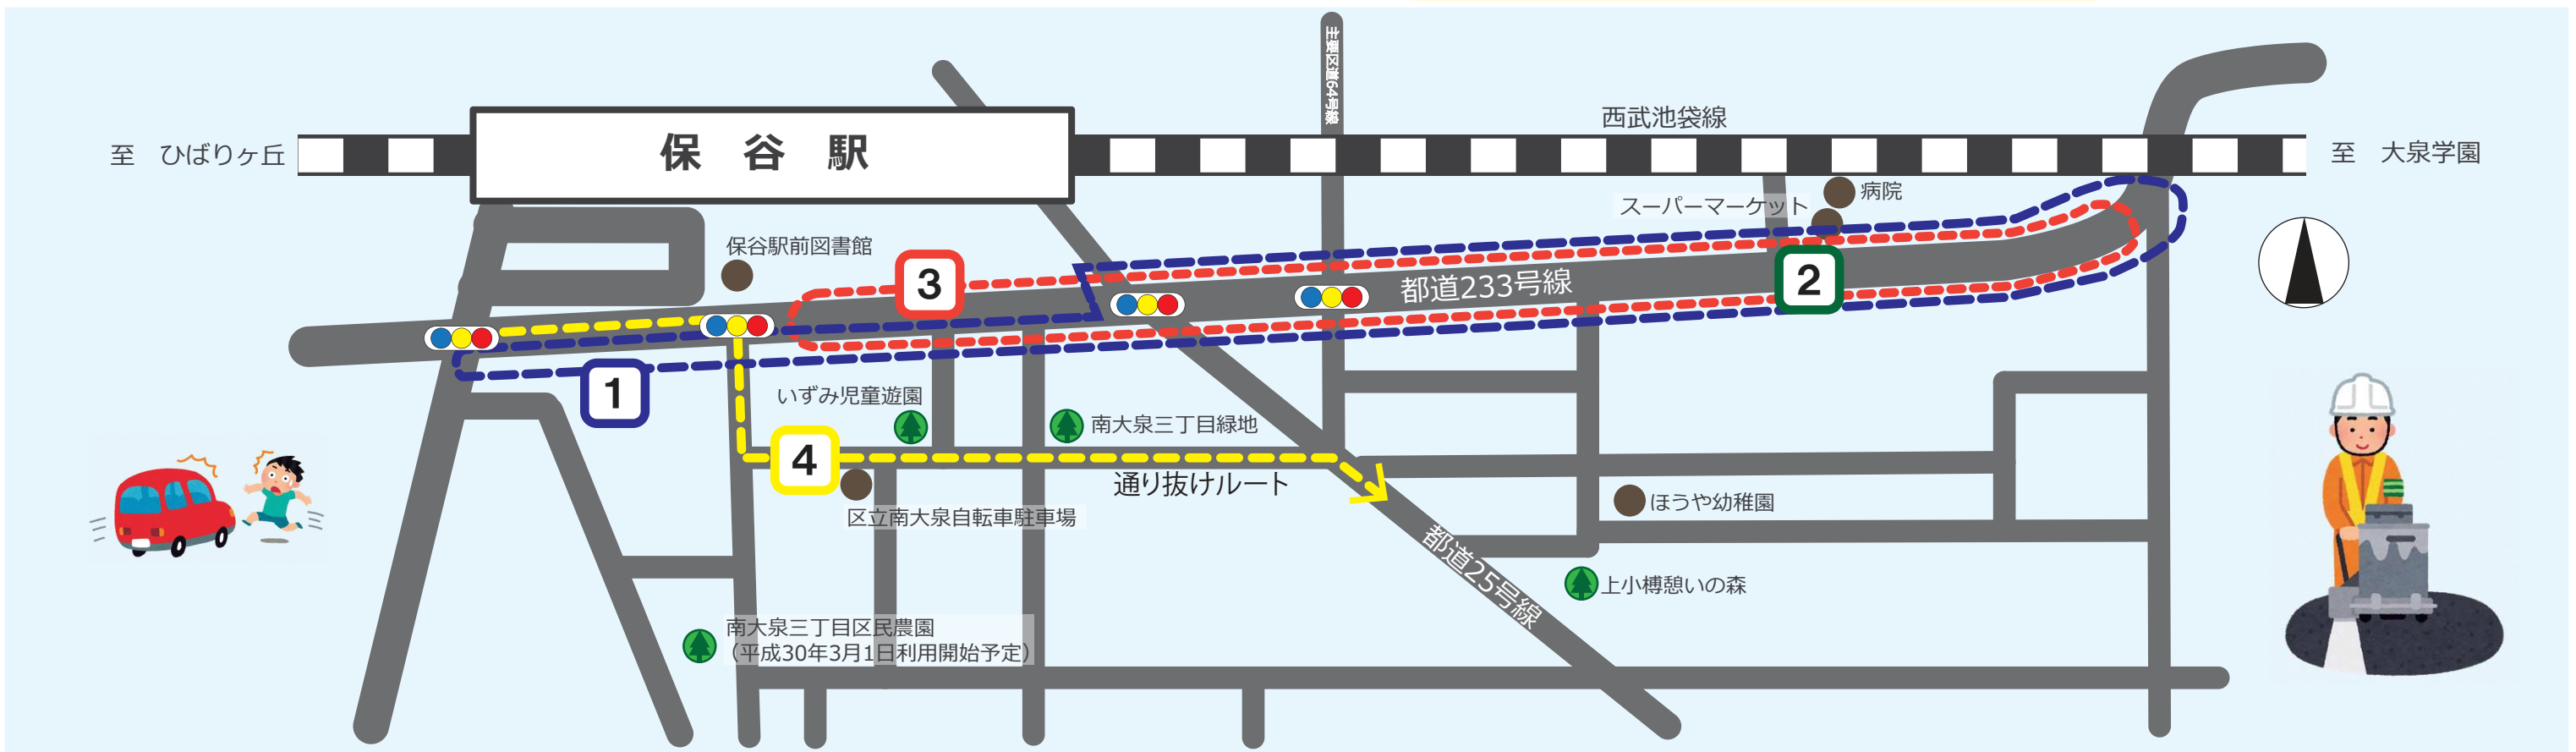 主要区道64号線
西武池袋線
至　ひばりヶ丘
保　谷　駅
至　大泉学園
病院
スーパーマーケット
保谷駅前図書館
3
都道233号線
2
1
いずみ児童遊園
南大泉三丁目緑地
4
通り抜けルート
区立南大泉自転車駐車場
ほうや幼稚園
都道25号線
上小榑憩いの森
南大泉三丁目区民農園
（平成30年3月1日利用開始予定）